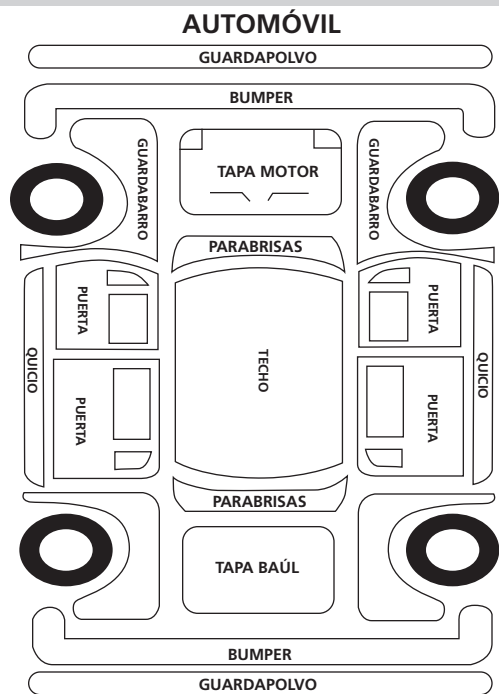 AUTOMÓVIL
GUARDAPOLVO
BUMPER
GUARDABARRO
TAPA MOTOR
GUARDABARRO
PARABRISAS
PUERTA
PUERTA
QUICIO
TECHO
QUICIO
PUERTA
PUERTA
PARABRISAS
TAPA BAÚL
BUMPER
GUARDAPOLVO